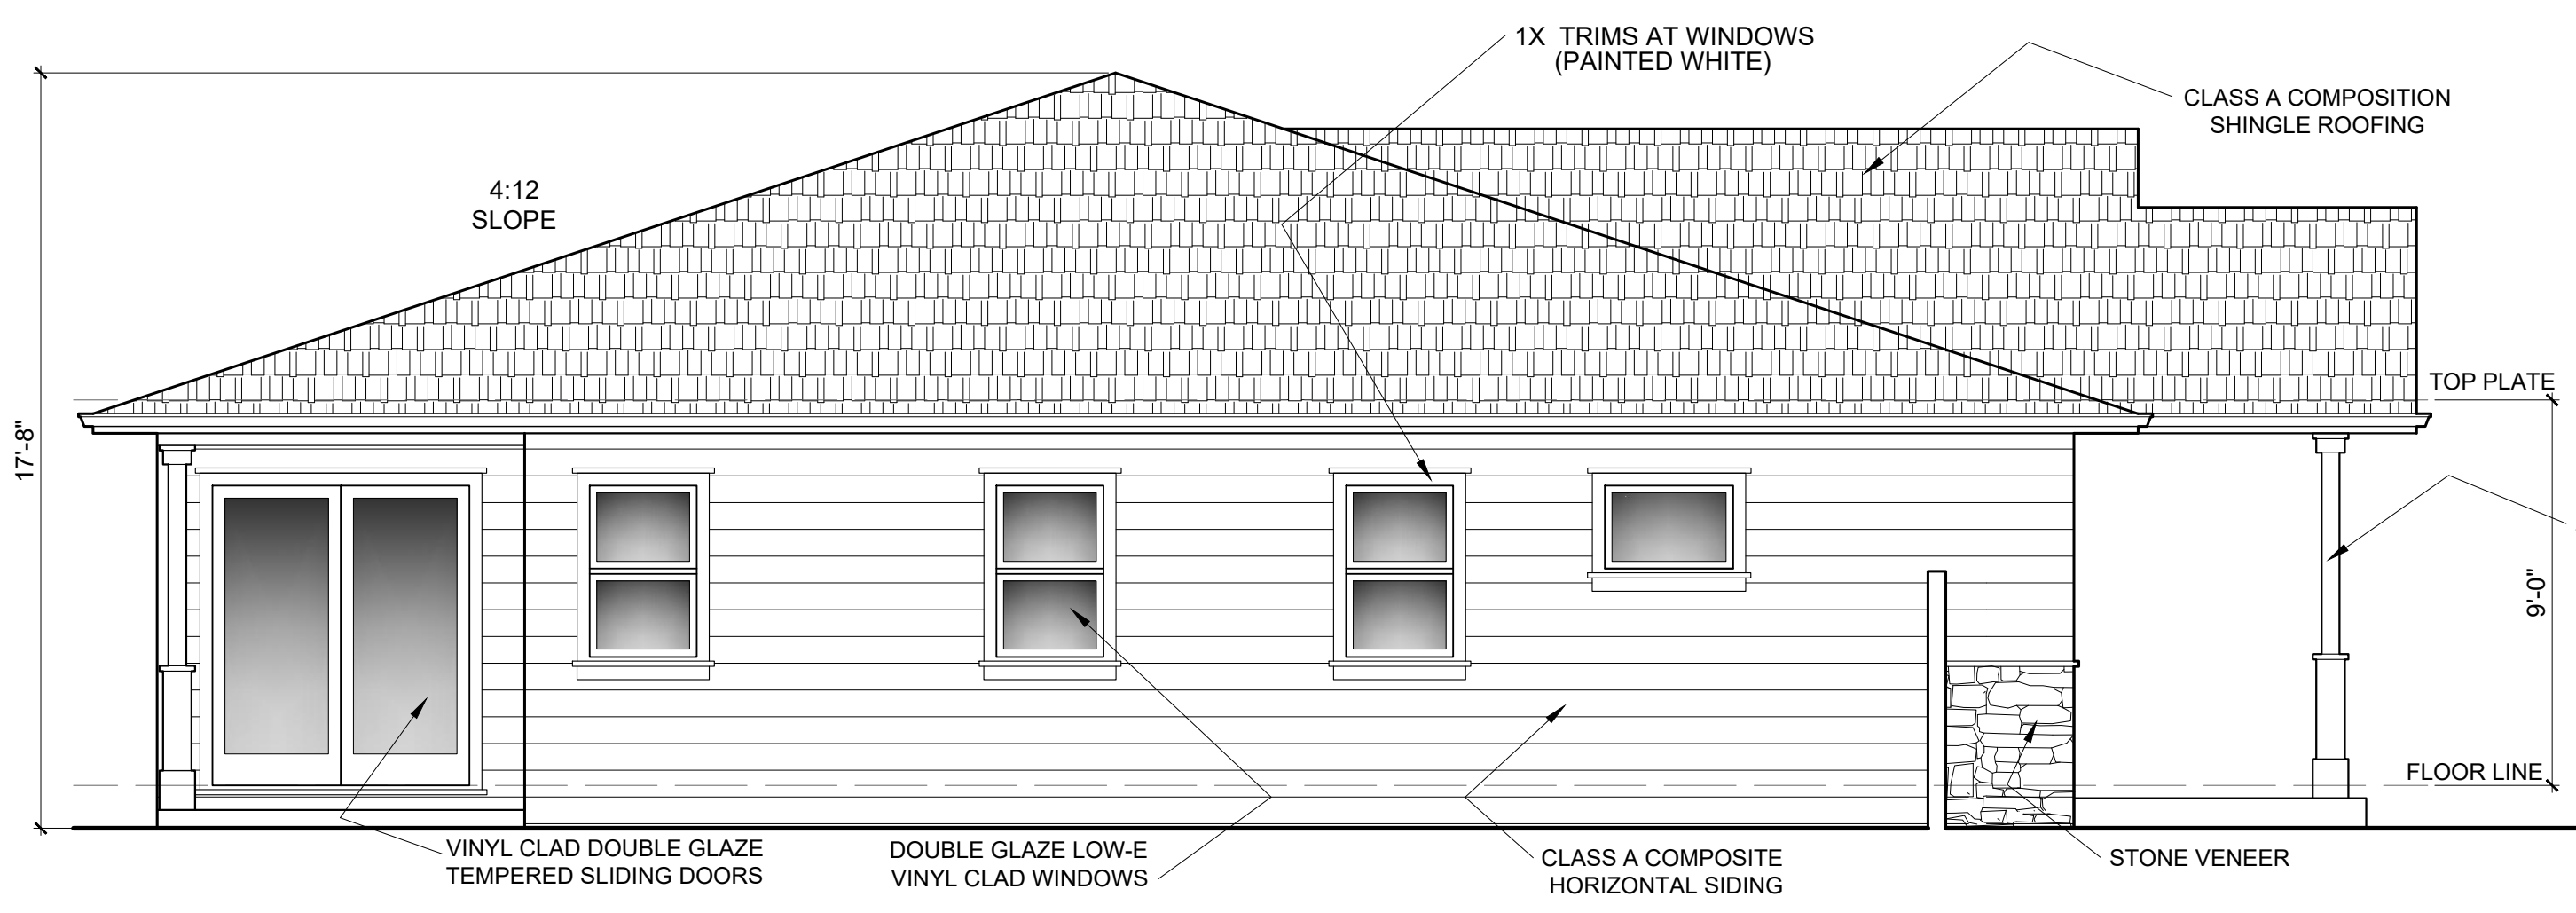 1X TRIMS AT WINDOWS
(PAINTED WHITE)
CLASS A COMPOSITION
SHINGLE ROOFING
4:12
SLOPE
TOP PLATE
17'-8"
9'-0"
FLOOR LINE
VINYL CLAD DOUBLE GLAZE
TEMPERED SLIDING DOORS
DOUBLE GLAZE LOW-E
VINYL CLAD WINDOWS
CLASS A COMPOSITE
HORIZONTAL SIDING
STONE VENEER